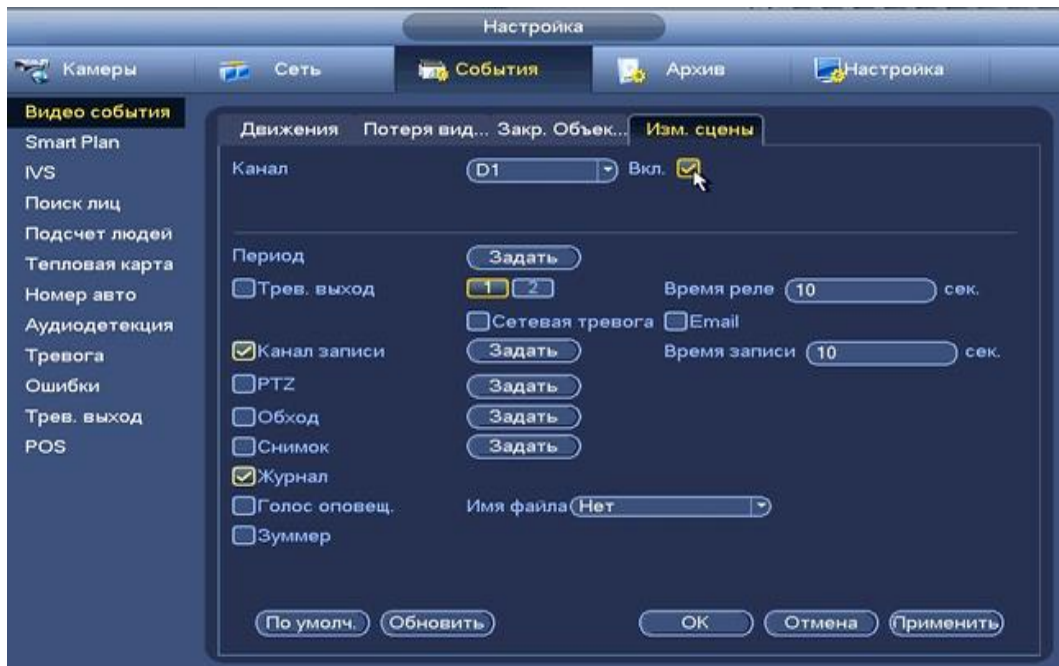 Настройка
Камеры Сеть События Архив Настройка
Видео события
Smart Plan
IVS
Поиск лиц
Подсчет людей
Тепловая карта
Номер авто
Аудиодетекция
Тревога
Ошибки
Трев. выход
POS
Движения Потеря вид... Закр. Объек... Изм. сцены
Канал D1 Вкл.
Период Задать
Трев. выход 1 2 Время реле 10 сек.
Сетевая тревога Email
Канал записи Задать Время записи 10 сек.
PTZ Задать
Обход Задать
Снимок Задать
Журнал
Голос оповещ. Имя файла Нет
Зуммер
По умолч. Обновить OK Отмена Применить